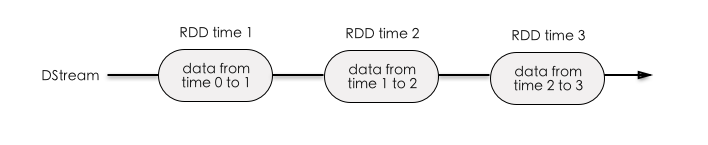 RDD time 1
RDD time 2
RDD time 3
DStream
data from
time 0 to 1
data from
time 1 to 2
data from
time 2 to 3